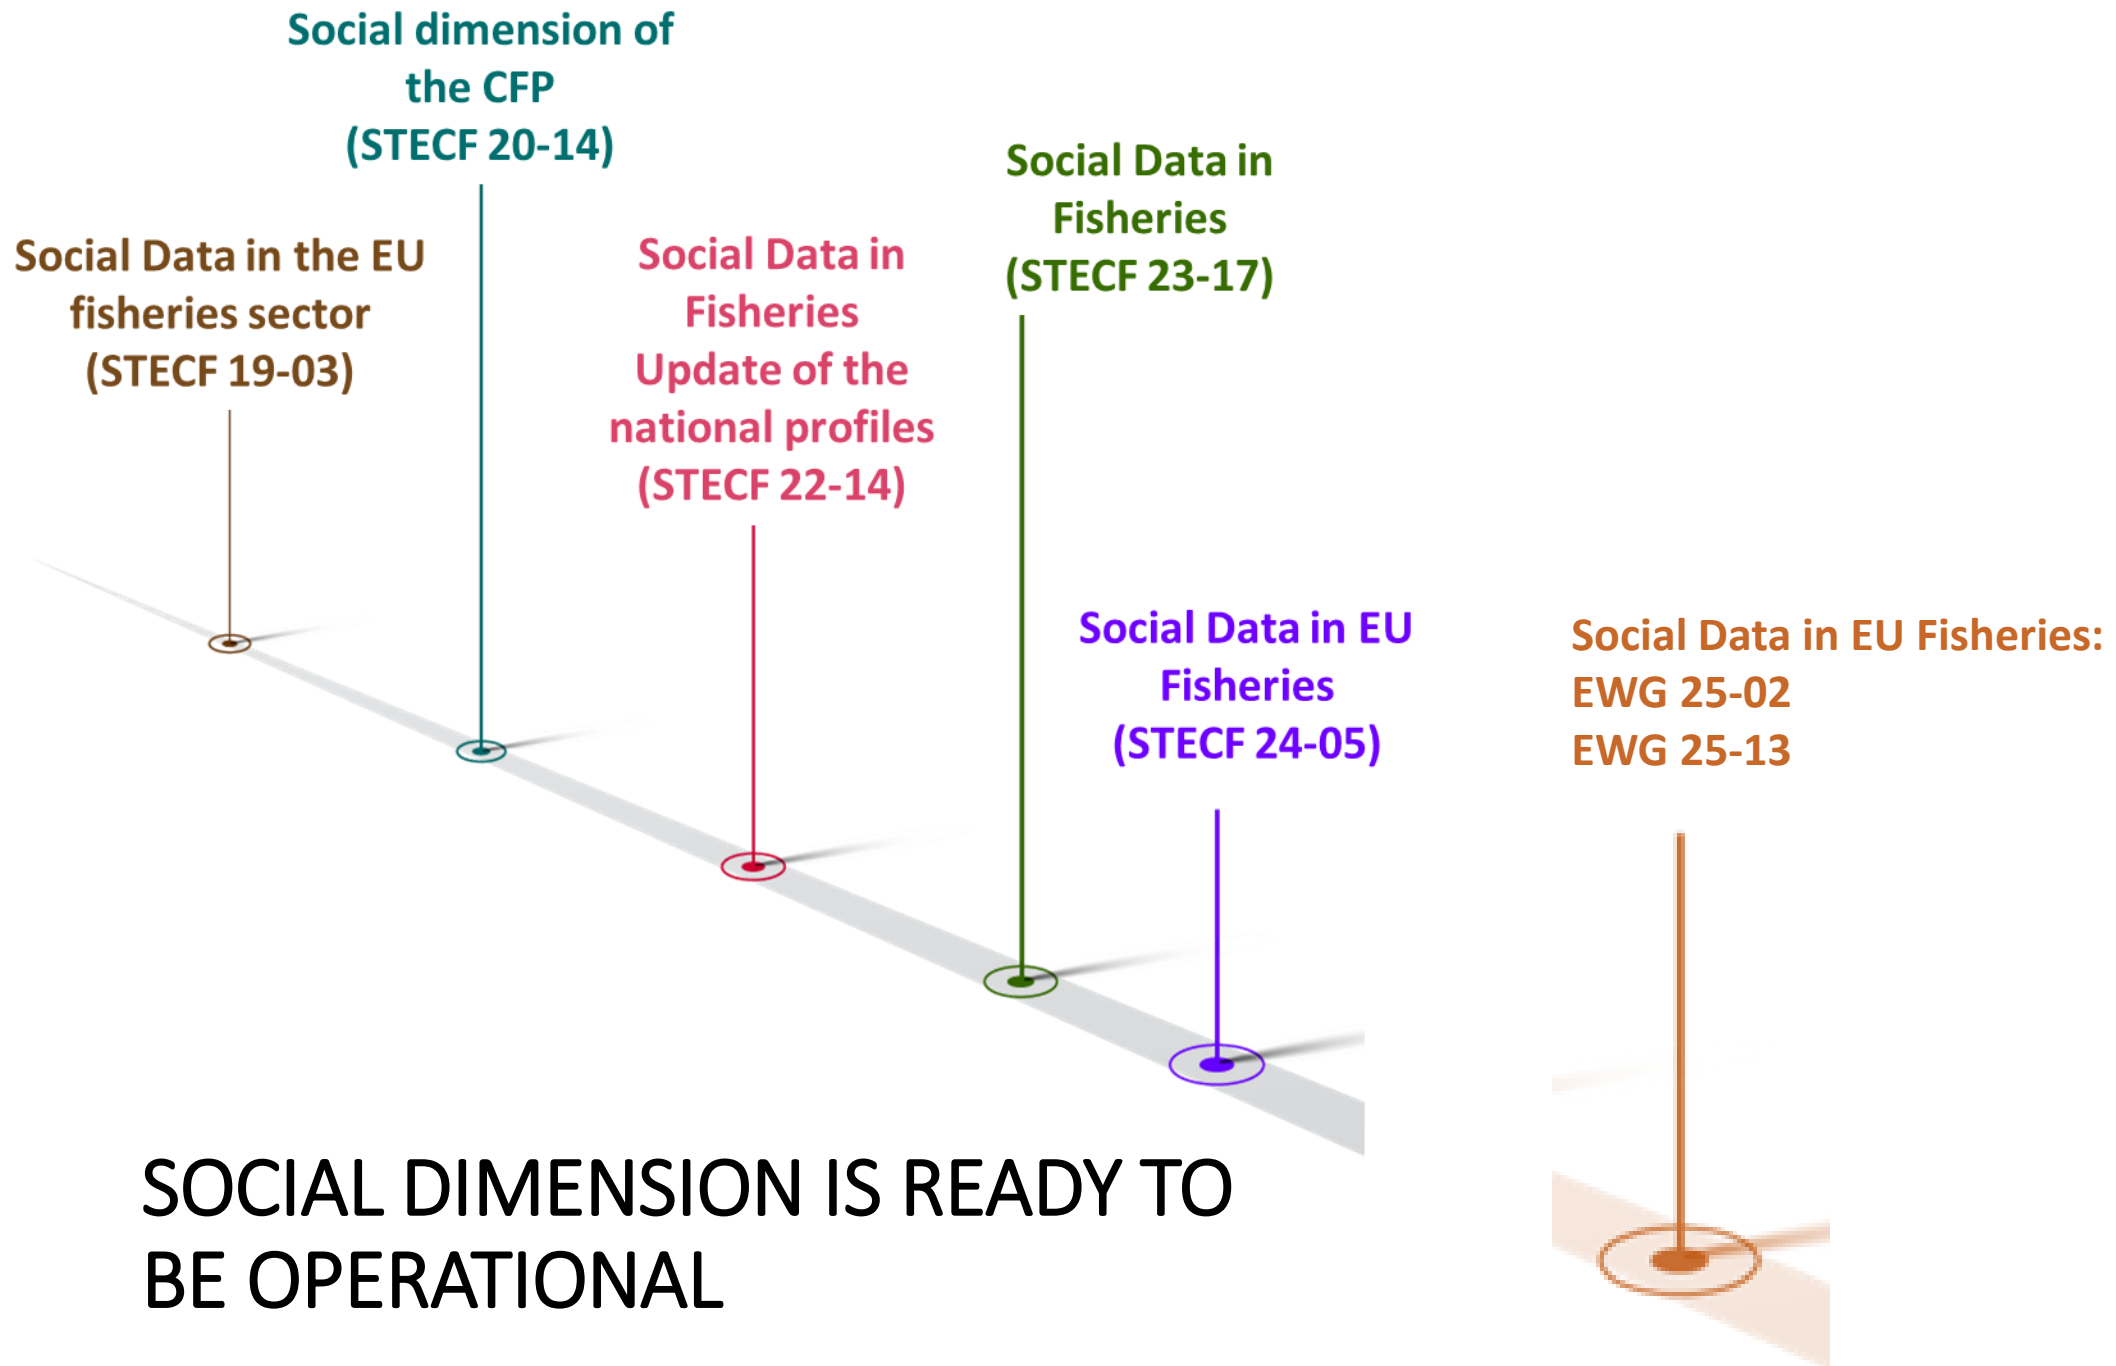 Social Data in the EU
fisheries sector
(STECF 19-03)
Social dimension of
the CFP
(STECF 20-14)
Social Data in
Fisheries
Update of the
national profiles
(STECF 22-14)
Social Data in
Fisheries
(STECF 23-17)
Social Data in EU
Fisheries
(STECF 24-05)
Social Data in EU Fisheries:
EWG 25-02
EWG 25-13
SOCIAL DIMENSION IS READY TO
BE OPERATIONAL